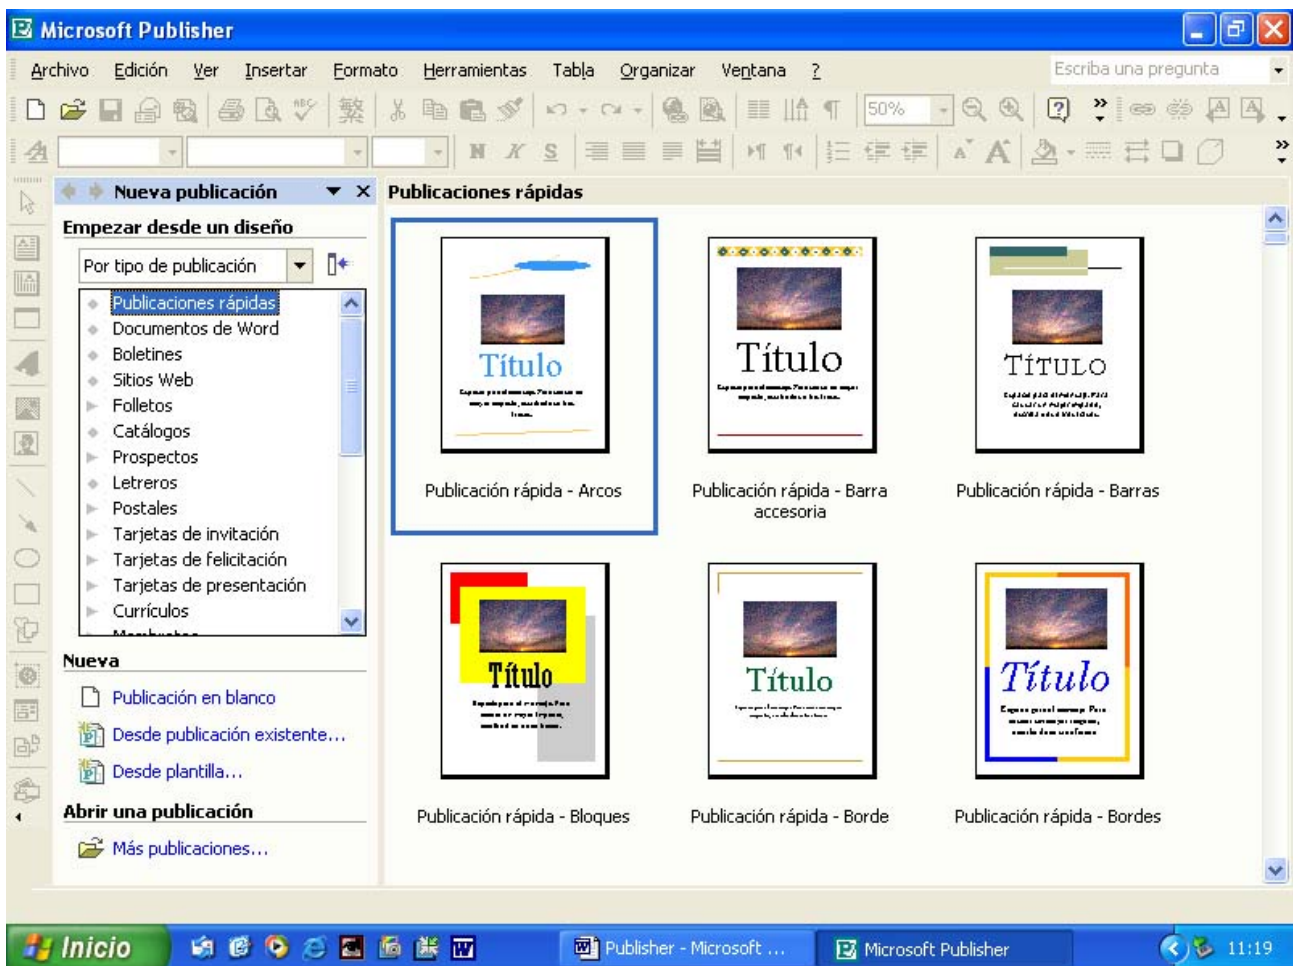 Microsoft Publisher
Archivo Edición Ver Insertar Formato Herramientas Tabla Organizar Ventana ? Escriba una pregunta
繁 50%
N K S
Nueva publicación
Empezar desde un diseño
Por tipo de publicación
Publicaciones rápidas
Documentos de Word
Boletines
Sitios Web
Folletos
Catálogos
Prospectos
Letreros
Postales
Tarjetas de invitación
Tarjetas de felicitación
Tarjetas de presentación
Currículos
Nueva
Publicación en blanco
Desde publicación existente...
Desde plantilla...
Abrir una publicación
Más publicaciones...
Publicaciones rápidas
Título
Título
TÍTULO
Publicación rápida - Arcos
Publicación rápida - Barra
accesoria
Publicación rápida - Barras
Título
Título
Título
Publicación rápida - Bloques
Publicación rápida - Borde
Publicación rápida - Bordes
Inicio
Publisher - Microsoft ...
Microsoft Publisher
11:19